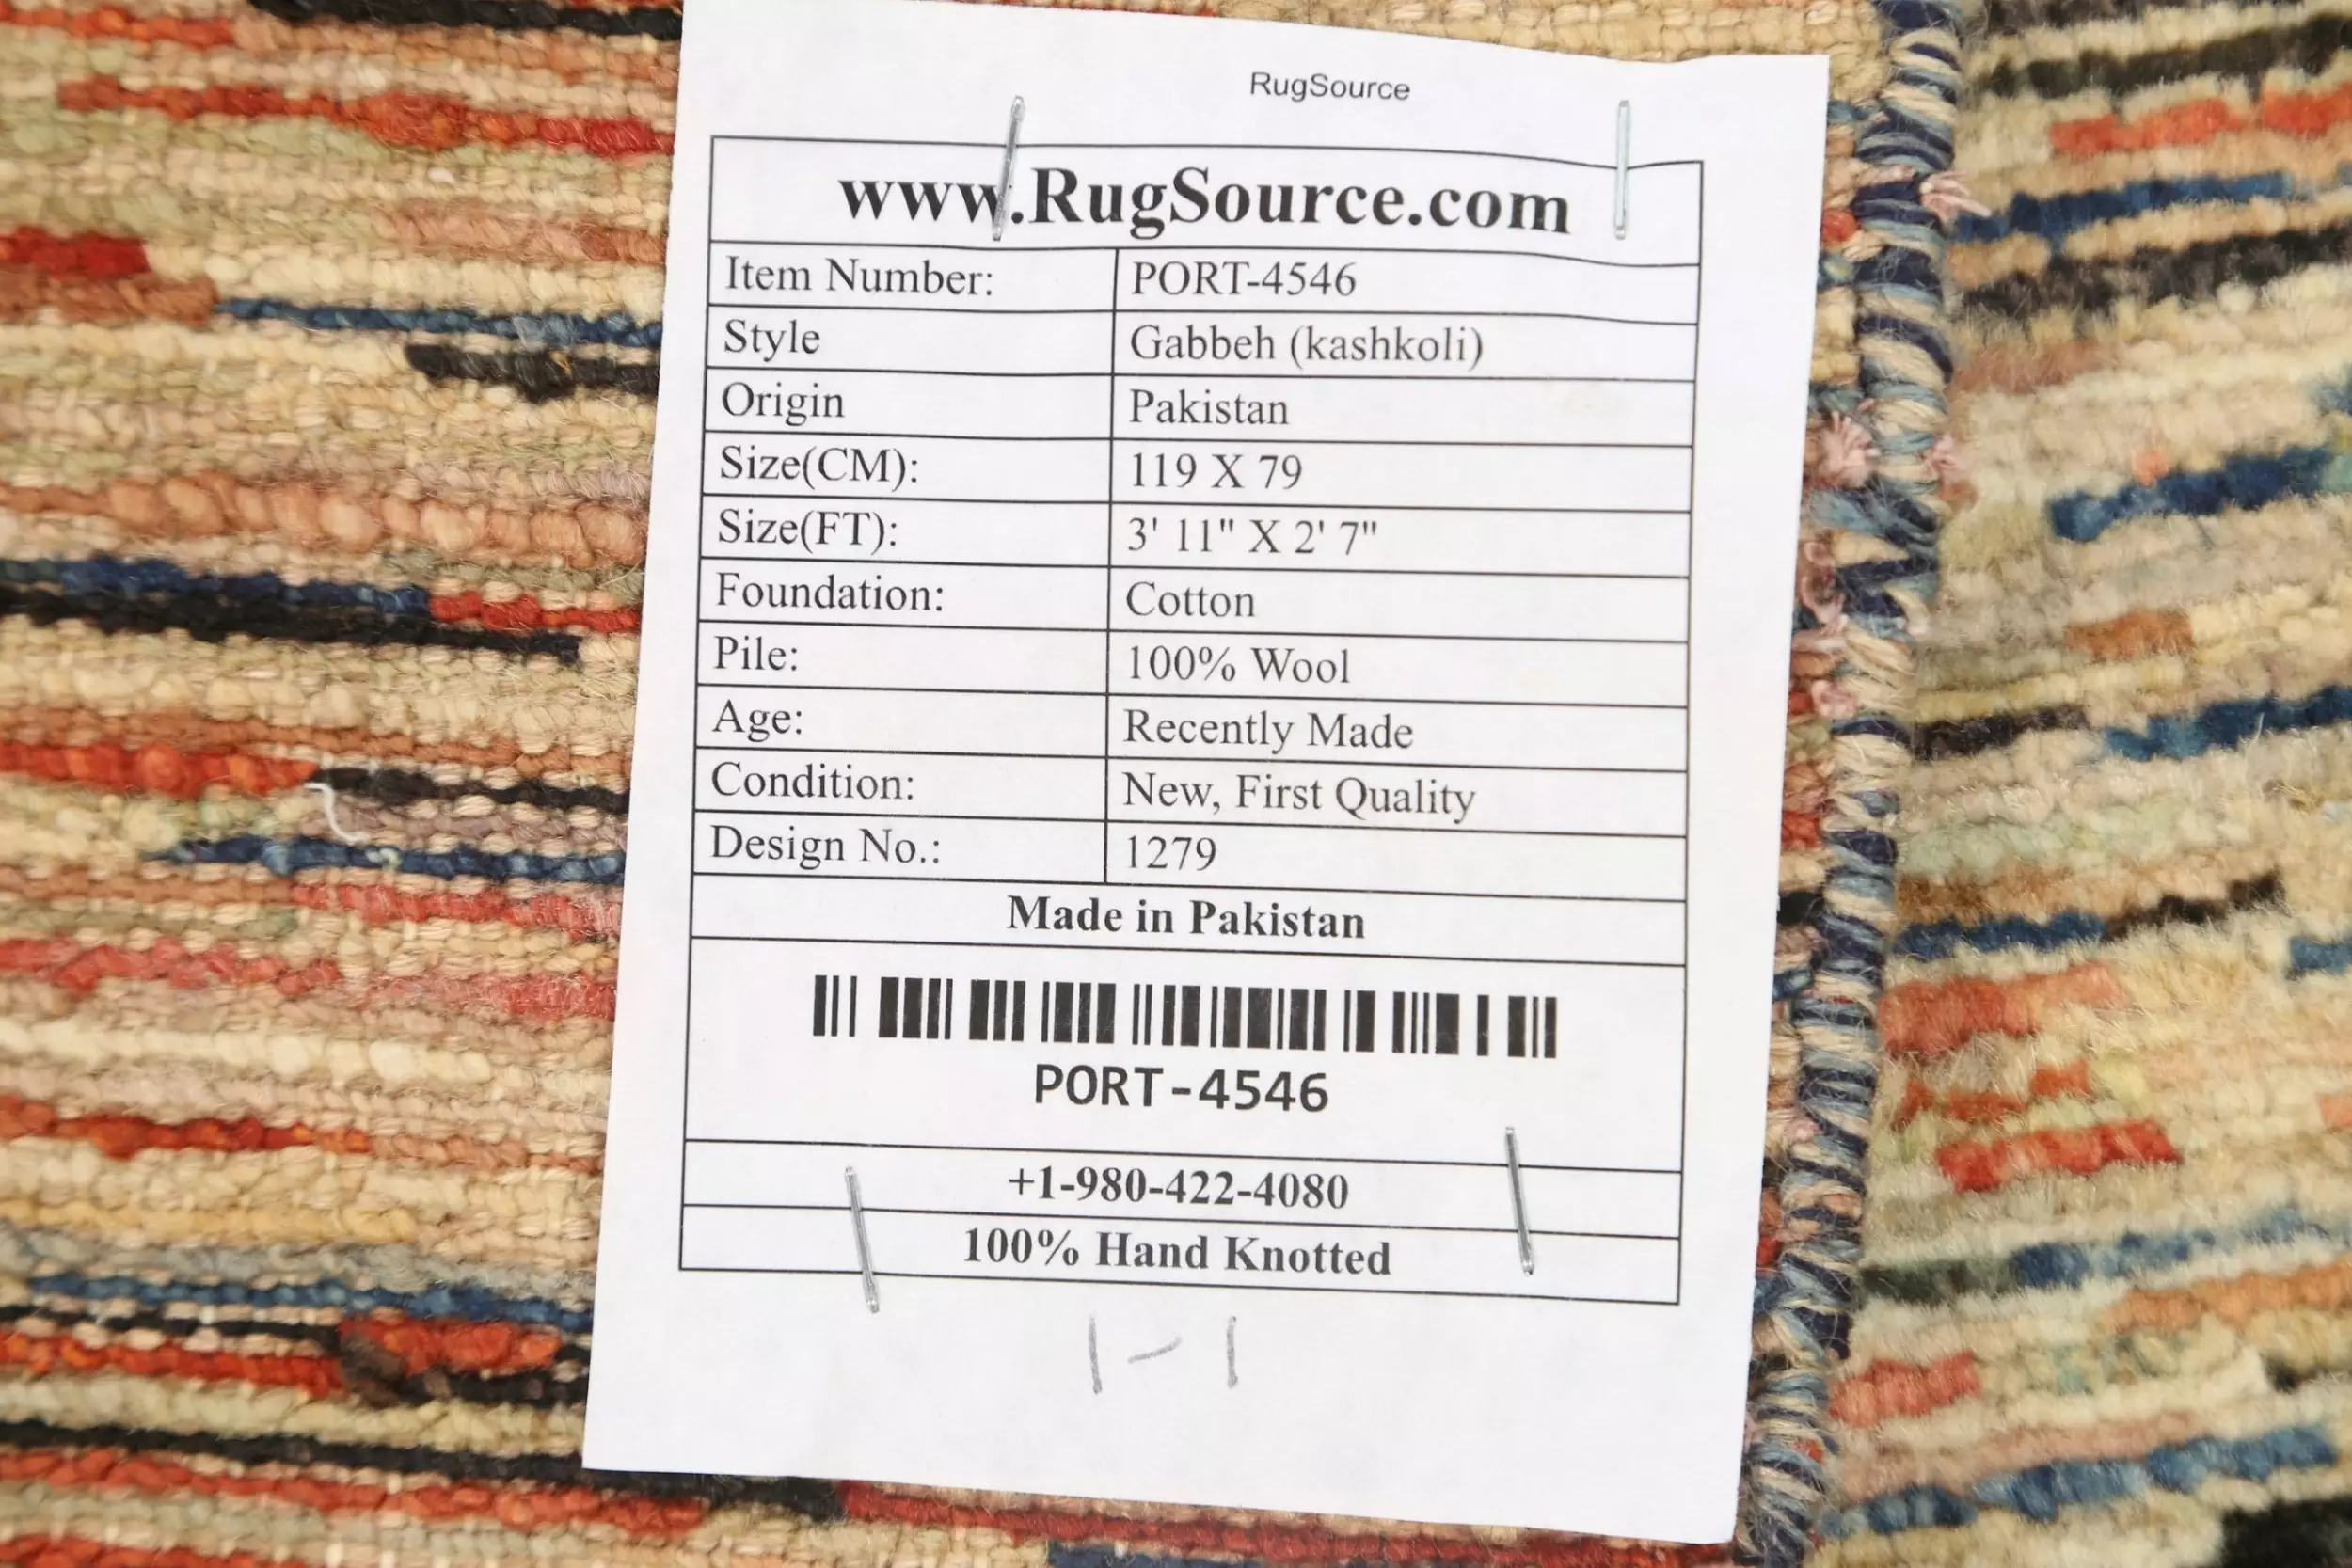 RugSource
www.RugSource.com
Item Number: PORT-4546
Style Gabbeh (kashkoli)
Origin Pakistan
Size(CM): 119 X 79
Size(FT): 3' 11" X 2' 7"
Foundation: Cotton
Pile: 100% Wool
Age: Recently Made
Condition: New, First Quality
Design No.: 1279
Made in Pakistan
PORT-4546
+1-980-422-4080
100% Hand Knotted
1-1